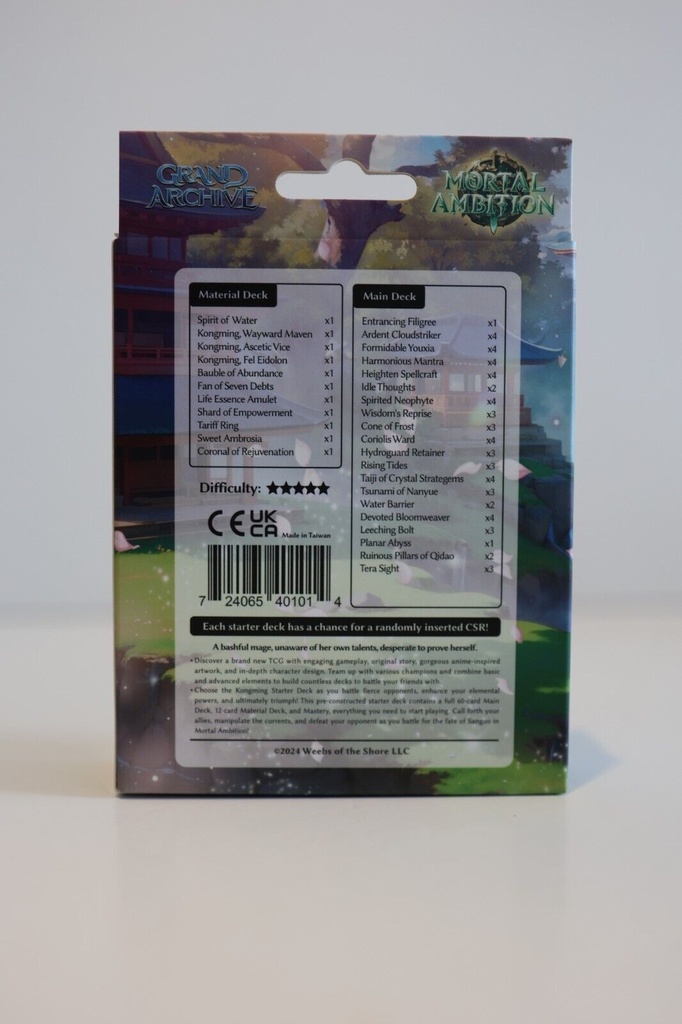 GRAND
ARCHIVE
MORTAL
AMBITION
Material Deck
Spirit of Water x1
Kongming, Wayward Maven x1
Kongming, Ascetic Vice x1
Kongming, Fel Eidolon x1
Bauble of Abundance x1
Fan of Seven Debts x1
Life Essence Amulet x1
Shard of Empowerment x1
Tariff Ring x1
Sweet Ambrosia x1
Coronal of Rejuvenation x1
Difficulty: ★★★★★
CE UK
CA Made in Taiwan
7 24065 40101 4
Main Deck
Entrancing Filigree x1
Ardent Cloudstriker x4
Formidable Youxia x4
Harmonious Mantra x4
Heighten Spellcraft x4
Idle Thoughts x2
Spirited Neophyte x4
Wisdom's Reprise x3
Cone of Frost x3
Coriolis Ward x4
Hydroguard Retainer x3
Rising Tides x3
Taiji of Crystal Strategems x4
Tsunami of Nanyue x3
Water Barrier x2
Devoted Bloomweaver x4
Leeching Bolt x3
Planar Abyss x1
Ruinous Pillars of Qidao x2
Tera Sight x3
Each starter deck has a chance for a randomly inserted CSR!
A bashful mage, unaware of her own talents, desperate to prove herself.
• Discover a brand new TCG with engaging gameplay, original story, gorgeous anime-inspired
artwork, and in-depth character design. Team up with various champions and combine basic
and advanced elements to build countless decks to battle your friends with.
• Choose the Kongming Starter Deck as you battle fierce opponents, enhance your elemental
powers, and ultimately triumph! This pre-constructed starter deck contains a full 60-card Main
Deck, 12-card Material Deck, and Mastery, everything you need to start playing. Call forth your
allies, manipulate the currents, and defeat your opponent as you battle for the fate of Sanguo in
Mortal Ambition!
©2024 Weebs of the Shore LLC